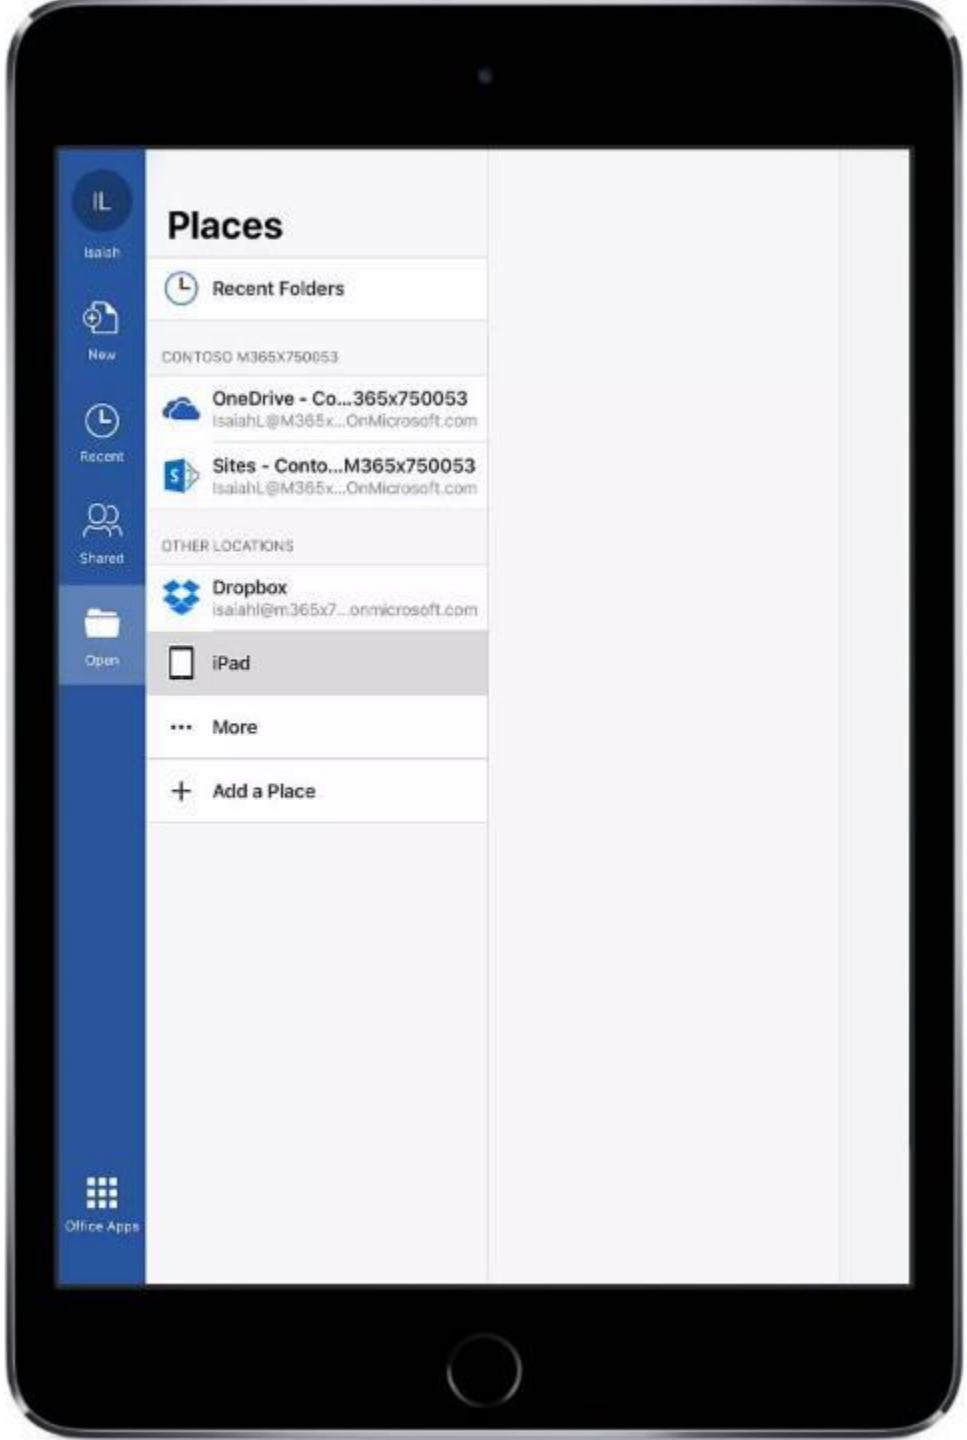 IL
Isaiah
New
Recent
Shared
Open
Office Apps
Places
Recent Folders
CONTOSO M365X750053
OneDrive - Co...365x750053
IsaiahL@M365x...OnMicrosoft.com
S
Sites - Conto...M365x750053
IsaiahL@M365x...OnMicrosoft.com
OTHER LOCATIONS
Dropbox
isaiahl@m365x7...onmicrosoft.com
iPad
More
Add a Place